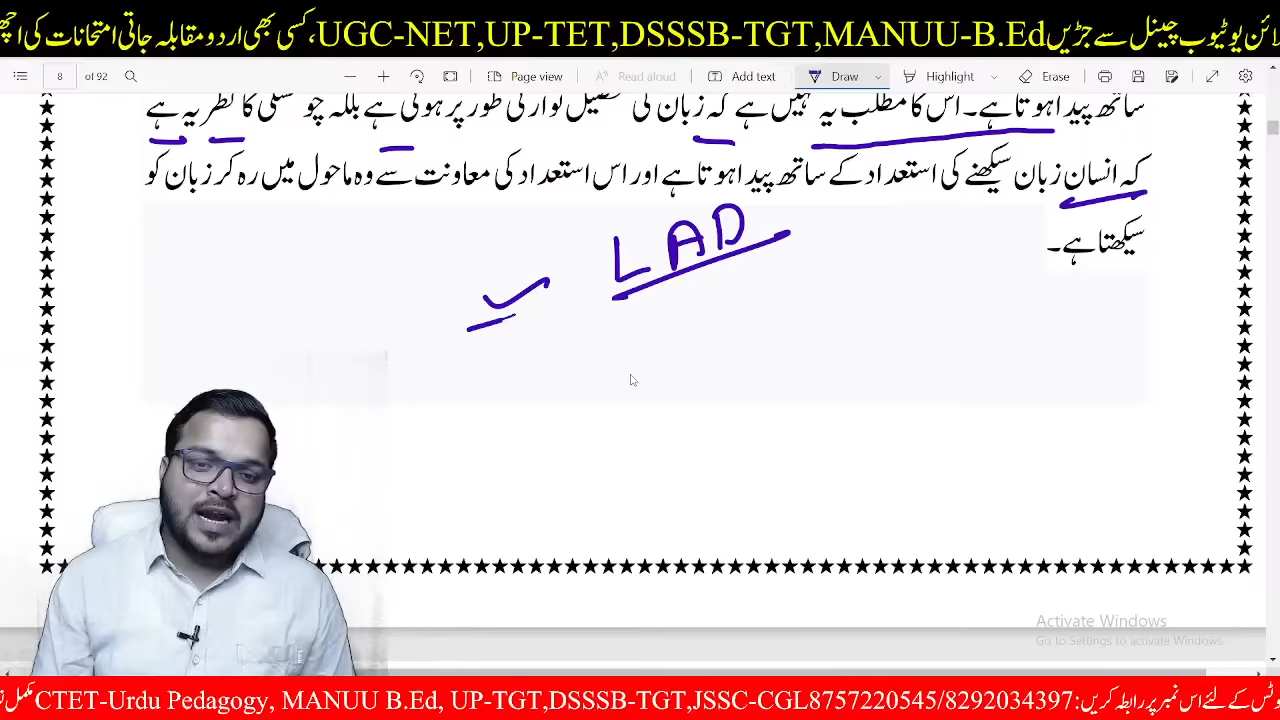 لائن یوٹیوب چینل سے جڑیں UGC-NET,UP-TET,DSSSB-TGT,MANUU-B.Ed، کسی بھی اردو مقابلہ جاتی امتحانات کی اچھ
8 of 92 Page view Read aloud Add text Draw Highlight Erase
ساتھ پیدا ہوتا ہے۔ اس کا مطلب یہ نہیں ہے کہ زبان کی تحصیل توارثی طور پر ہوتی ہے بلکہ چومسکی کا نظریہ ہے
کہ انسان زبان سیکھنے کی استعداد کے ساتھ پیدا ہوتا ہے اور اس استعداد کی معاونت سے وہ ماحول میں رہ کر زبان کو
سیکھتا ہے۔
LAD
Activate Windows
Go to Settings to activate Windows.
وٹس کے لئے اس نمبر پر رابطہ کریں: 8757220545/8292034397 CTET-Urdu Pedagogy, MANUU B.Ed, UP-TGT,DSSSB-TGT,JSSC-CGL مکمل